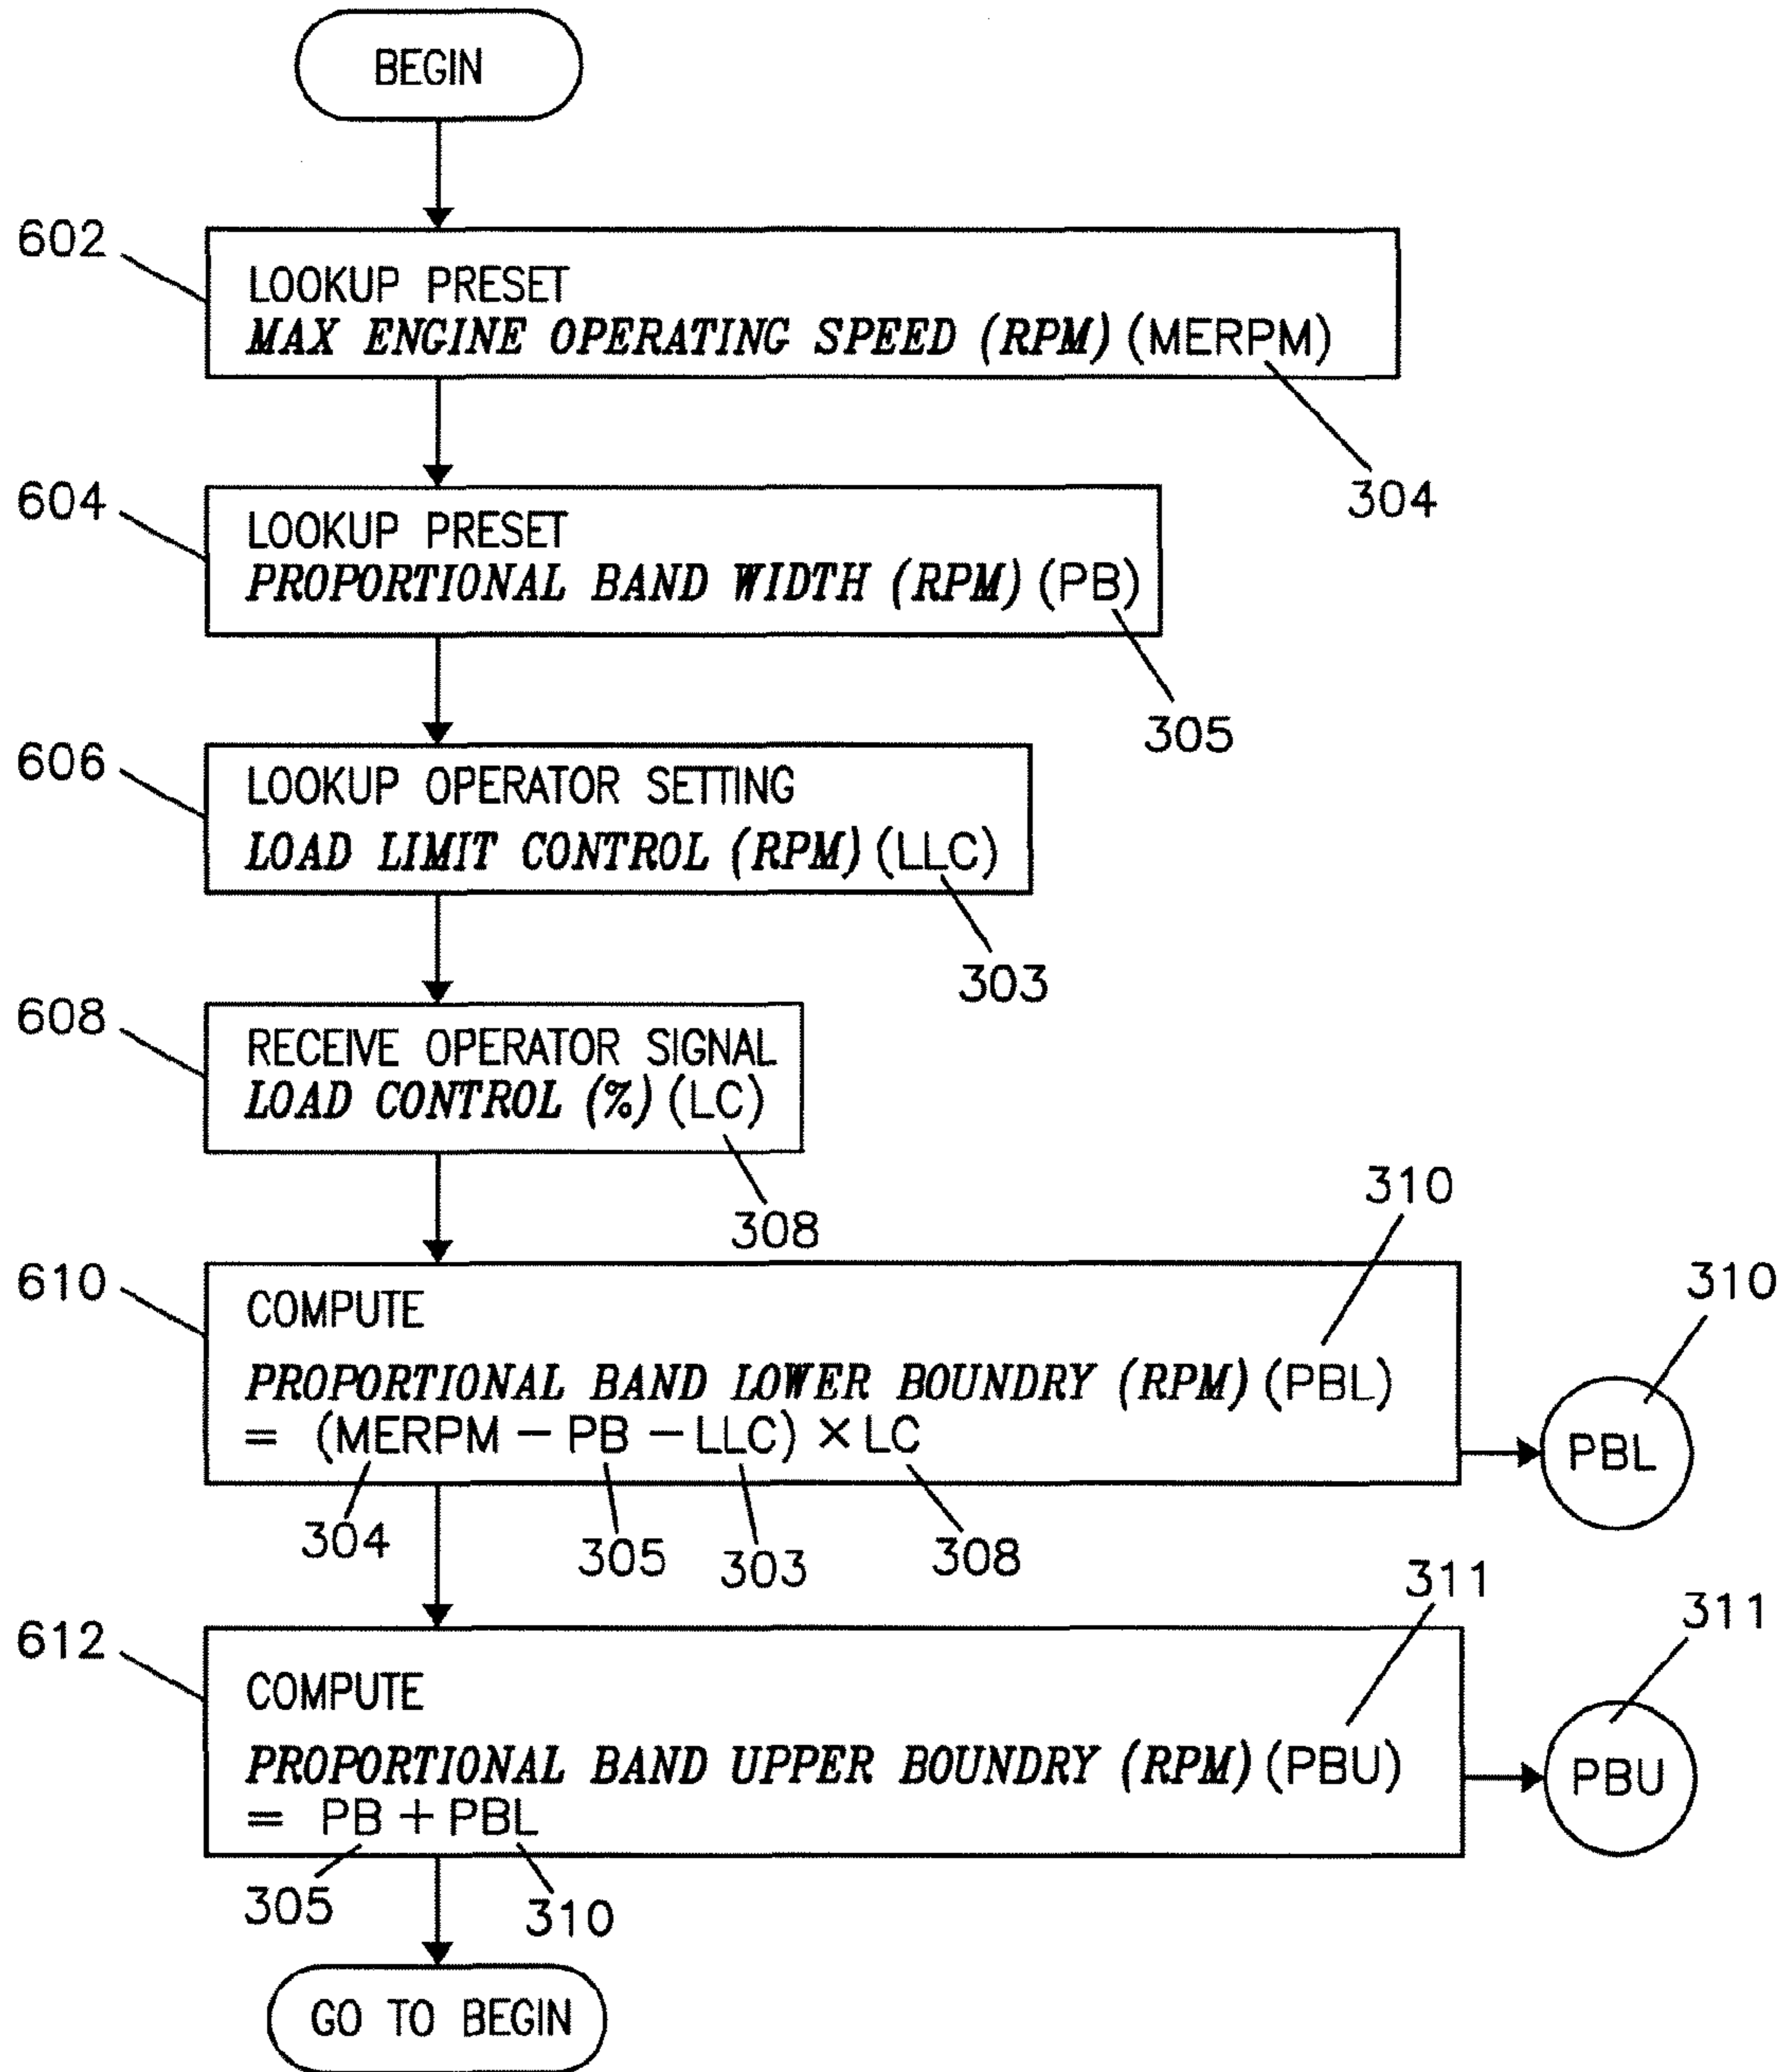 BEGIN
602
LOOKUP PRESET
MAX ENGINE OPERATING SPEED (RPM) (MERPM)
304
604
LOOKUP PRESET
PROPORTIONAL BAND WIDTH (RPM) (PB)
305
606
LOOKUP OPERATOR SETTING
LOAD LIMIT CONTROL (RPM) (LLC)
303
608
RECEIVE OPERATOR SIGNAL
LOAD CONTROL (%) (LC)
308
310
610
COMPUTE
PROPORTIONAL BAND LOWER BOUNDRY (RPM) (PBL)
= (MERPM – PB – LLC) × LC
304 305 303 308
310
PBL
311
612
COMPUTE
PROPORTIONAL BAND UPPER BOUNDRY (RPM) (PBU)
= PB + PBL
305 310
311
PBU
GO TO BEGIN